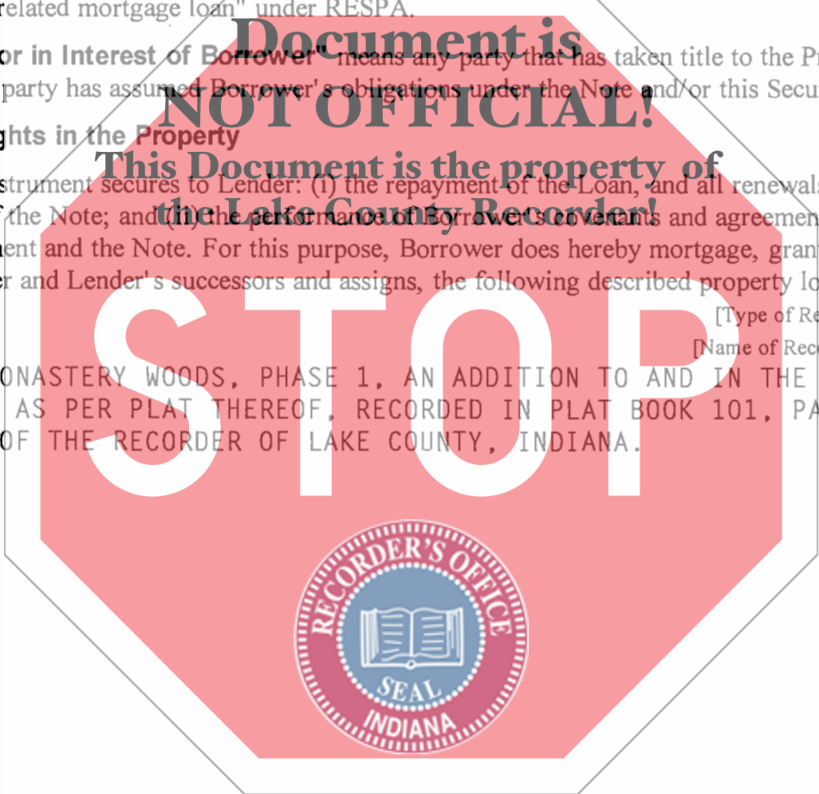 related mortgage loan" under RESPA.
Document is
or in Interest of Borrower" means any party that has taken title to the Pr
party has assumed Borrower's obligations under the Note and/or this Secu
NOT OFFICIAL!
ghts in the Property
This Document is the property of
strument secures to Lender: (i) the repayment of the Loan, and all renewals
the Lake County Recorder!
f the Note; and (ii) the performance of Borrower's covenants and agreemen
ent and the Note. For this purpose, Borrower does hereby mortgage, gran
r and Lender's successors and assigns, the following described property lo
[Type of Re
[Name of Reco
ONASTERY WOODS, PHASE 1, AN ADDITION TO AND IN THE
AS PER PLAT THEREOF, RECORDED IN PLAT BOOK 101, PA
OF THE RECORDER OF LAKE COUNTY, INDIANA.
STOP
RECORDER'S OFFICE
SEAL
INDIANA